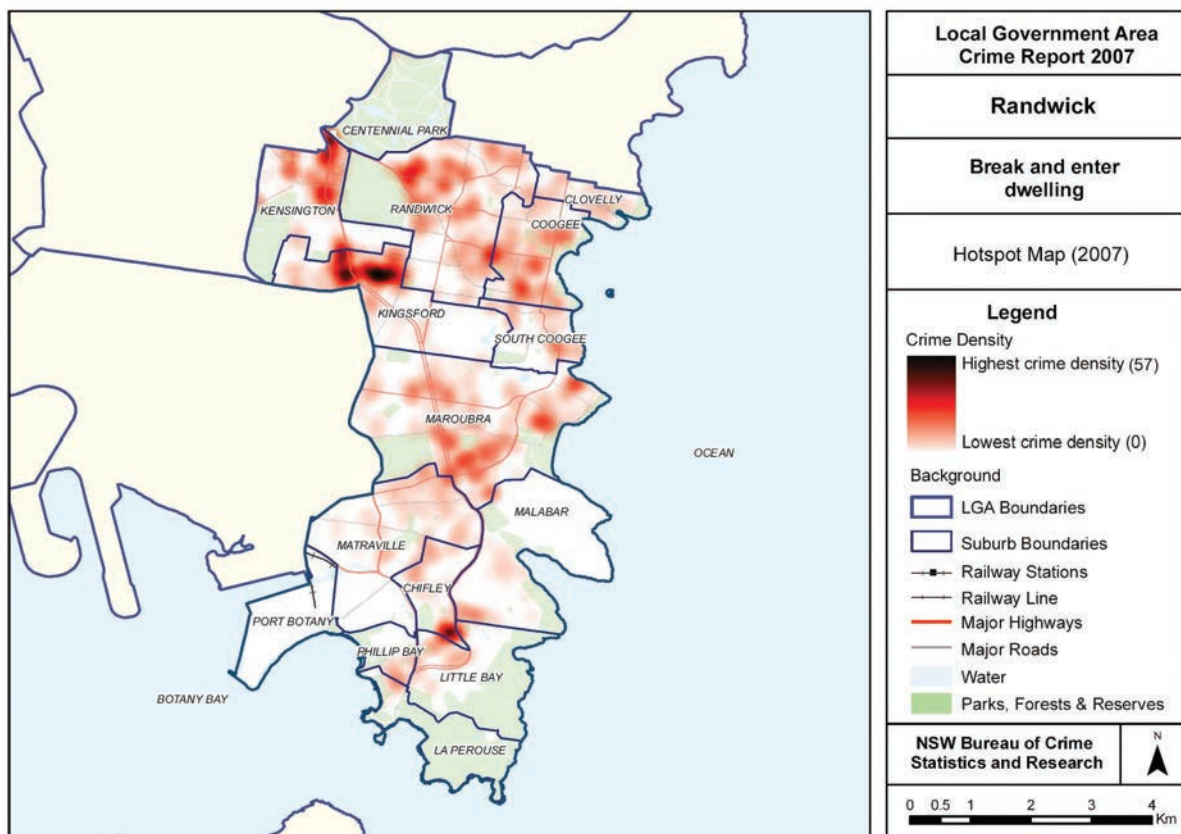 CENTENNIAL PARK
KENSINGTON
RANDWICK
CLOVELLY
COOGEE
KINGSFORD
SOUTH COOGEE
MAROUBRA
OCEAN
MALABAR
MATRAVILLE
CHIFLEY
PORT BOTANY
PHILLIP BAY
LITTLE BAY
BOTANY BAY
LA PEROUSE
Local Government Area
Crime Report 2007
Randwick
Break and enter
dwelling
Hotspot Map (2007)
Legend
Crime Density
Highest crime density (57)
Lowest crime density (0)
Background
LGA Boundaries
Suburb Boundaries
Railway Stations
Railway Line
Major Highways
Major Roads
Water
Parks, Forests & Reserves
NSW Bureau of Crime
Statistics and Research
N
0 0.5 1 2 3 4
Km